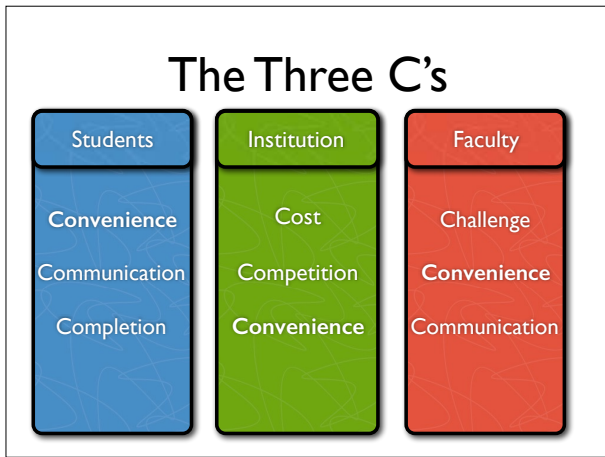 The Three C's
Students
Convenience
Communication
Completion
Institution
Cost
Competition
Convenience
Faculty
Challenge
Convenience
Communication